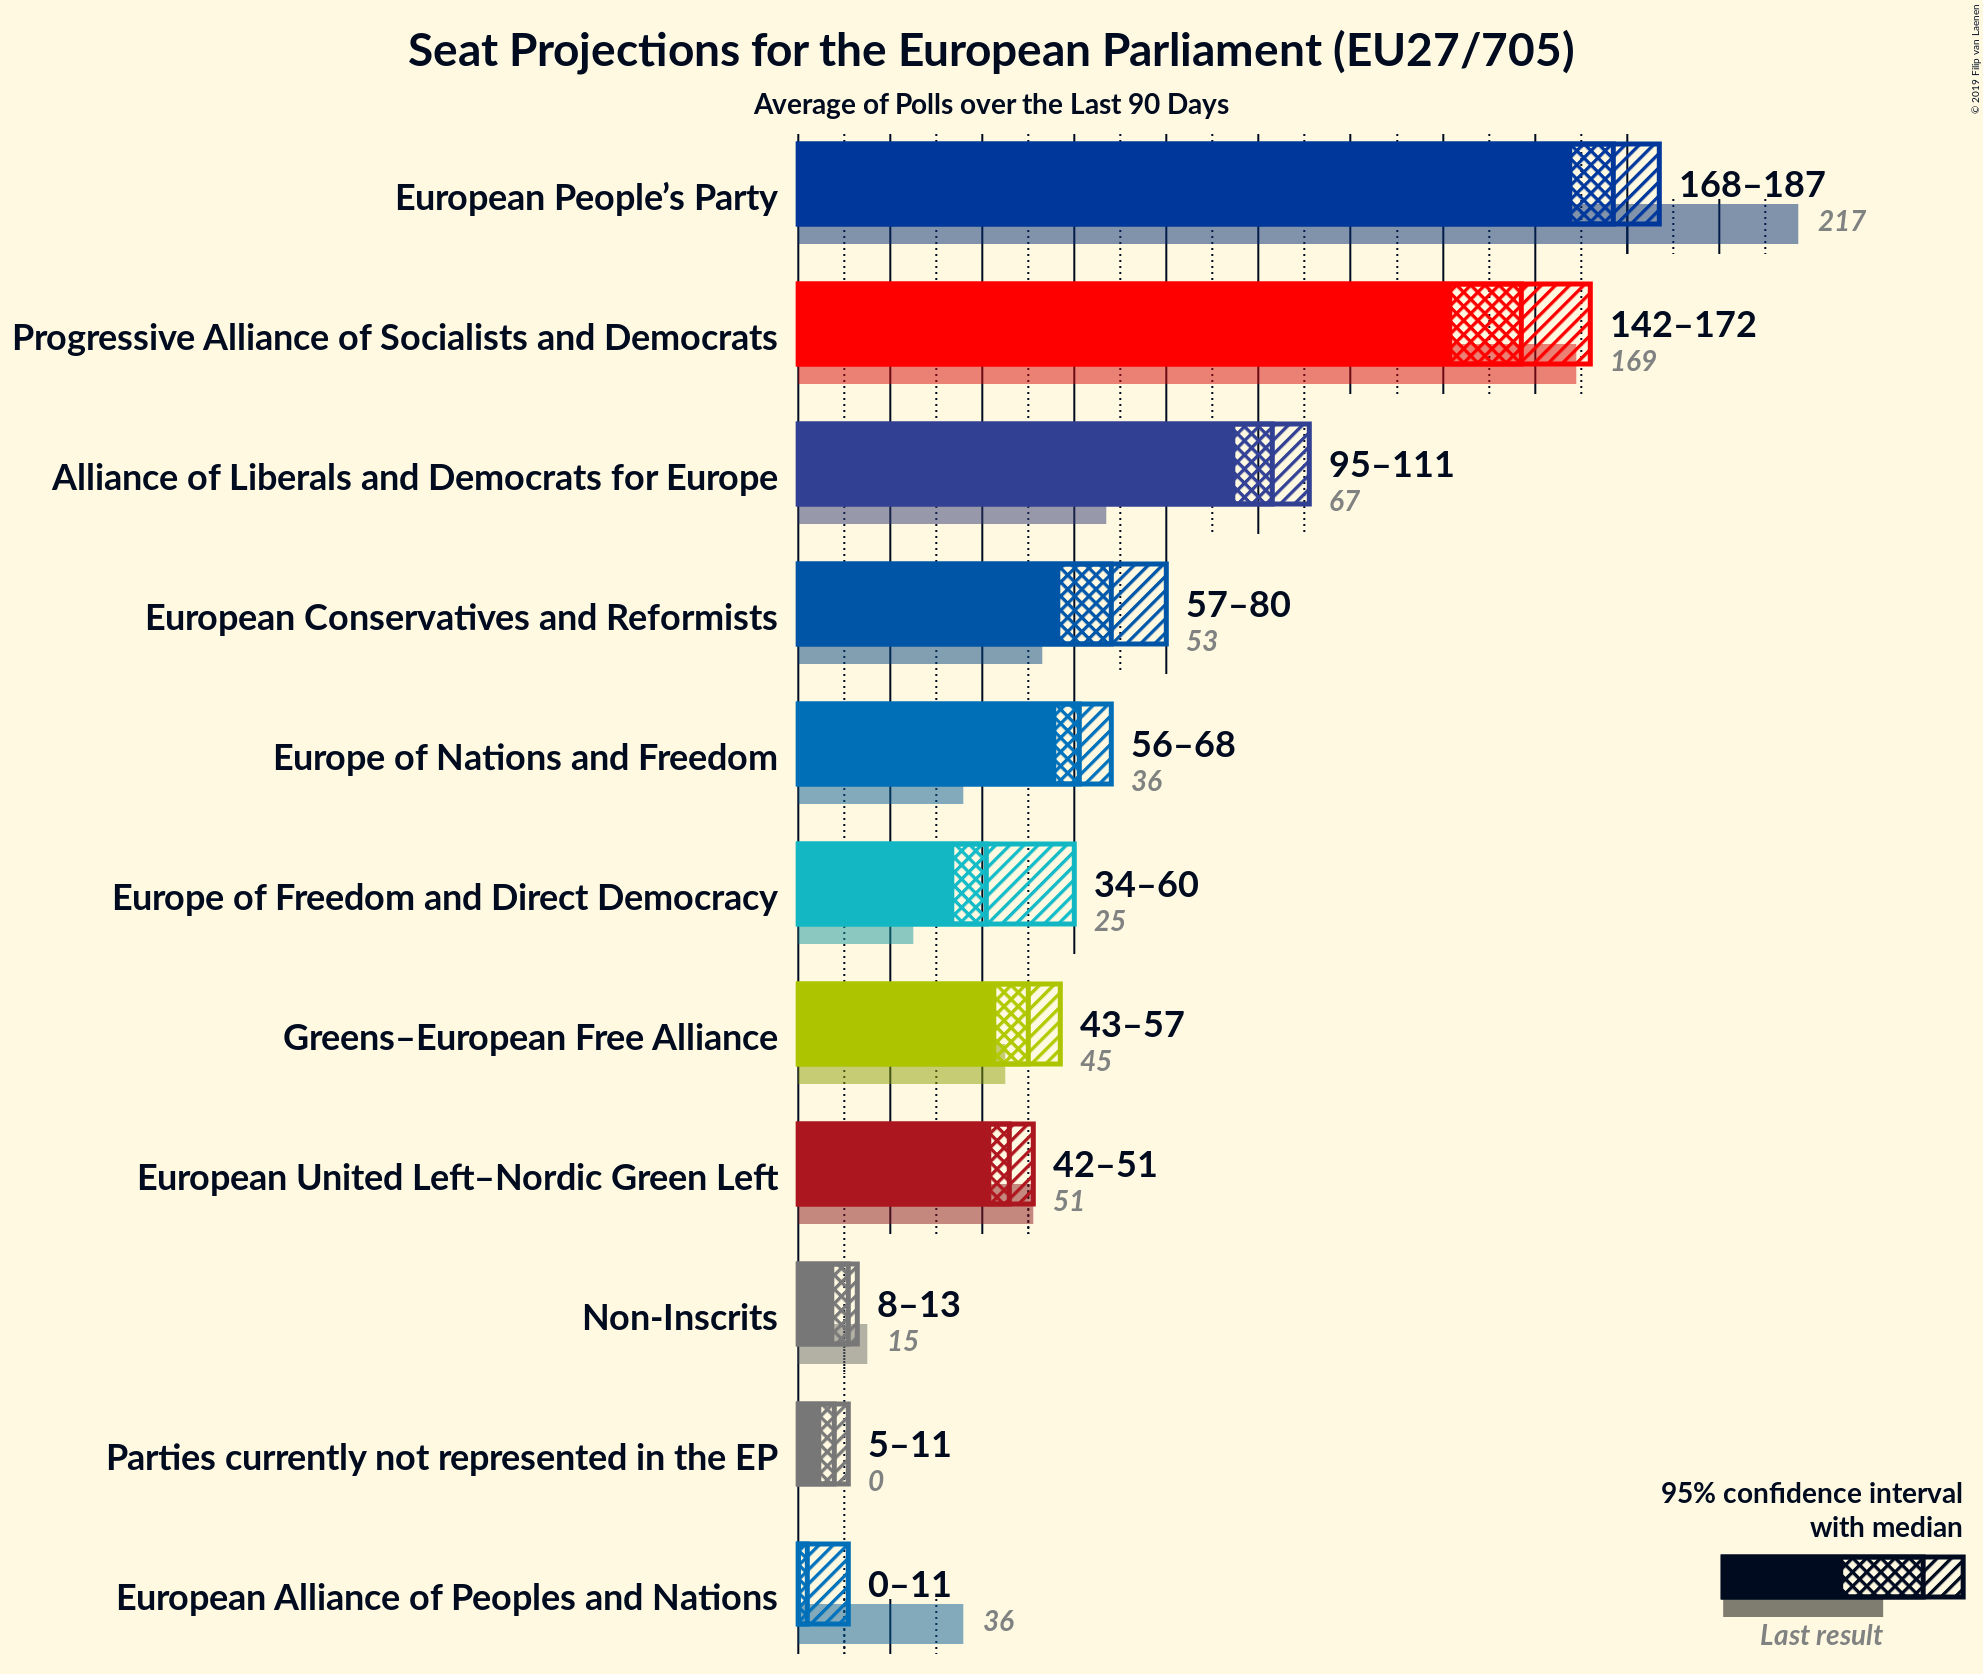 Seat Projections for the European Parliament (EU27/705)
Average of Polls over the Last 90 Days
© 2019 Filip van Laenen
European People’s Party
168–187
217
Progressive Alliance of Socialists and Democrats
142–172
169
Alliance of Liberals and Democrats for Europe
95–111
67
European Conservatives and Reformists
57–80
53
Europe of Nations and Freedom
56–68
36
Europe of Freedom and Direct Democracy
34–60
25
Greens–European Free Alliance
43–57
45
European United Left–Nordic Green Left
42–51
51
Non-Inscrits
8–13
15
Parties currently not represented in the EP
5–11
0
European Alliance of Peoples and Nations
0–11
36
95% confidence interval
with median
Last result